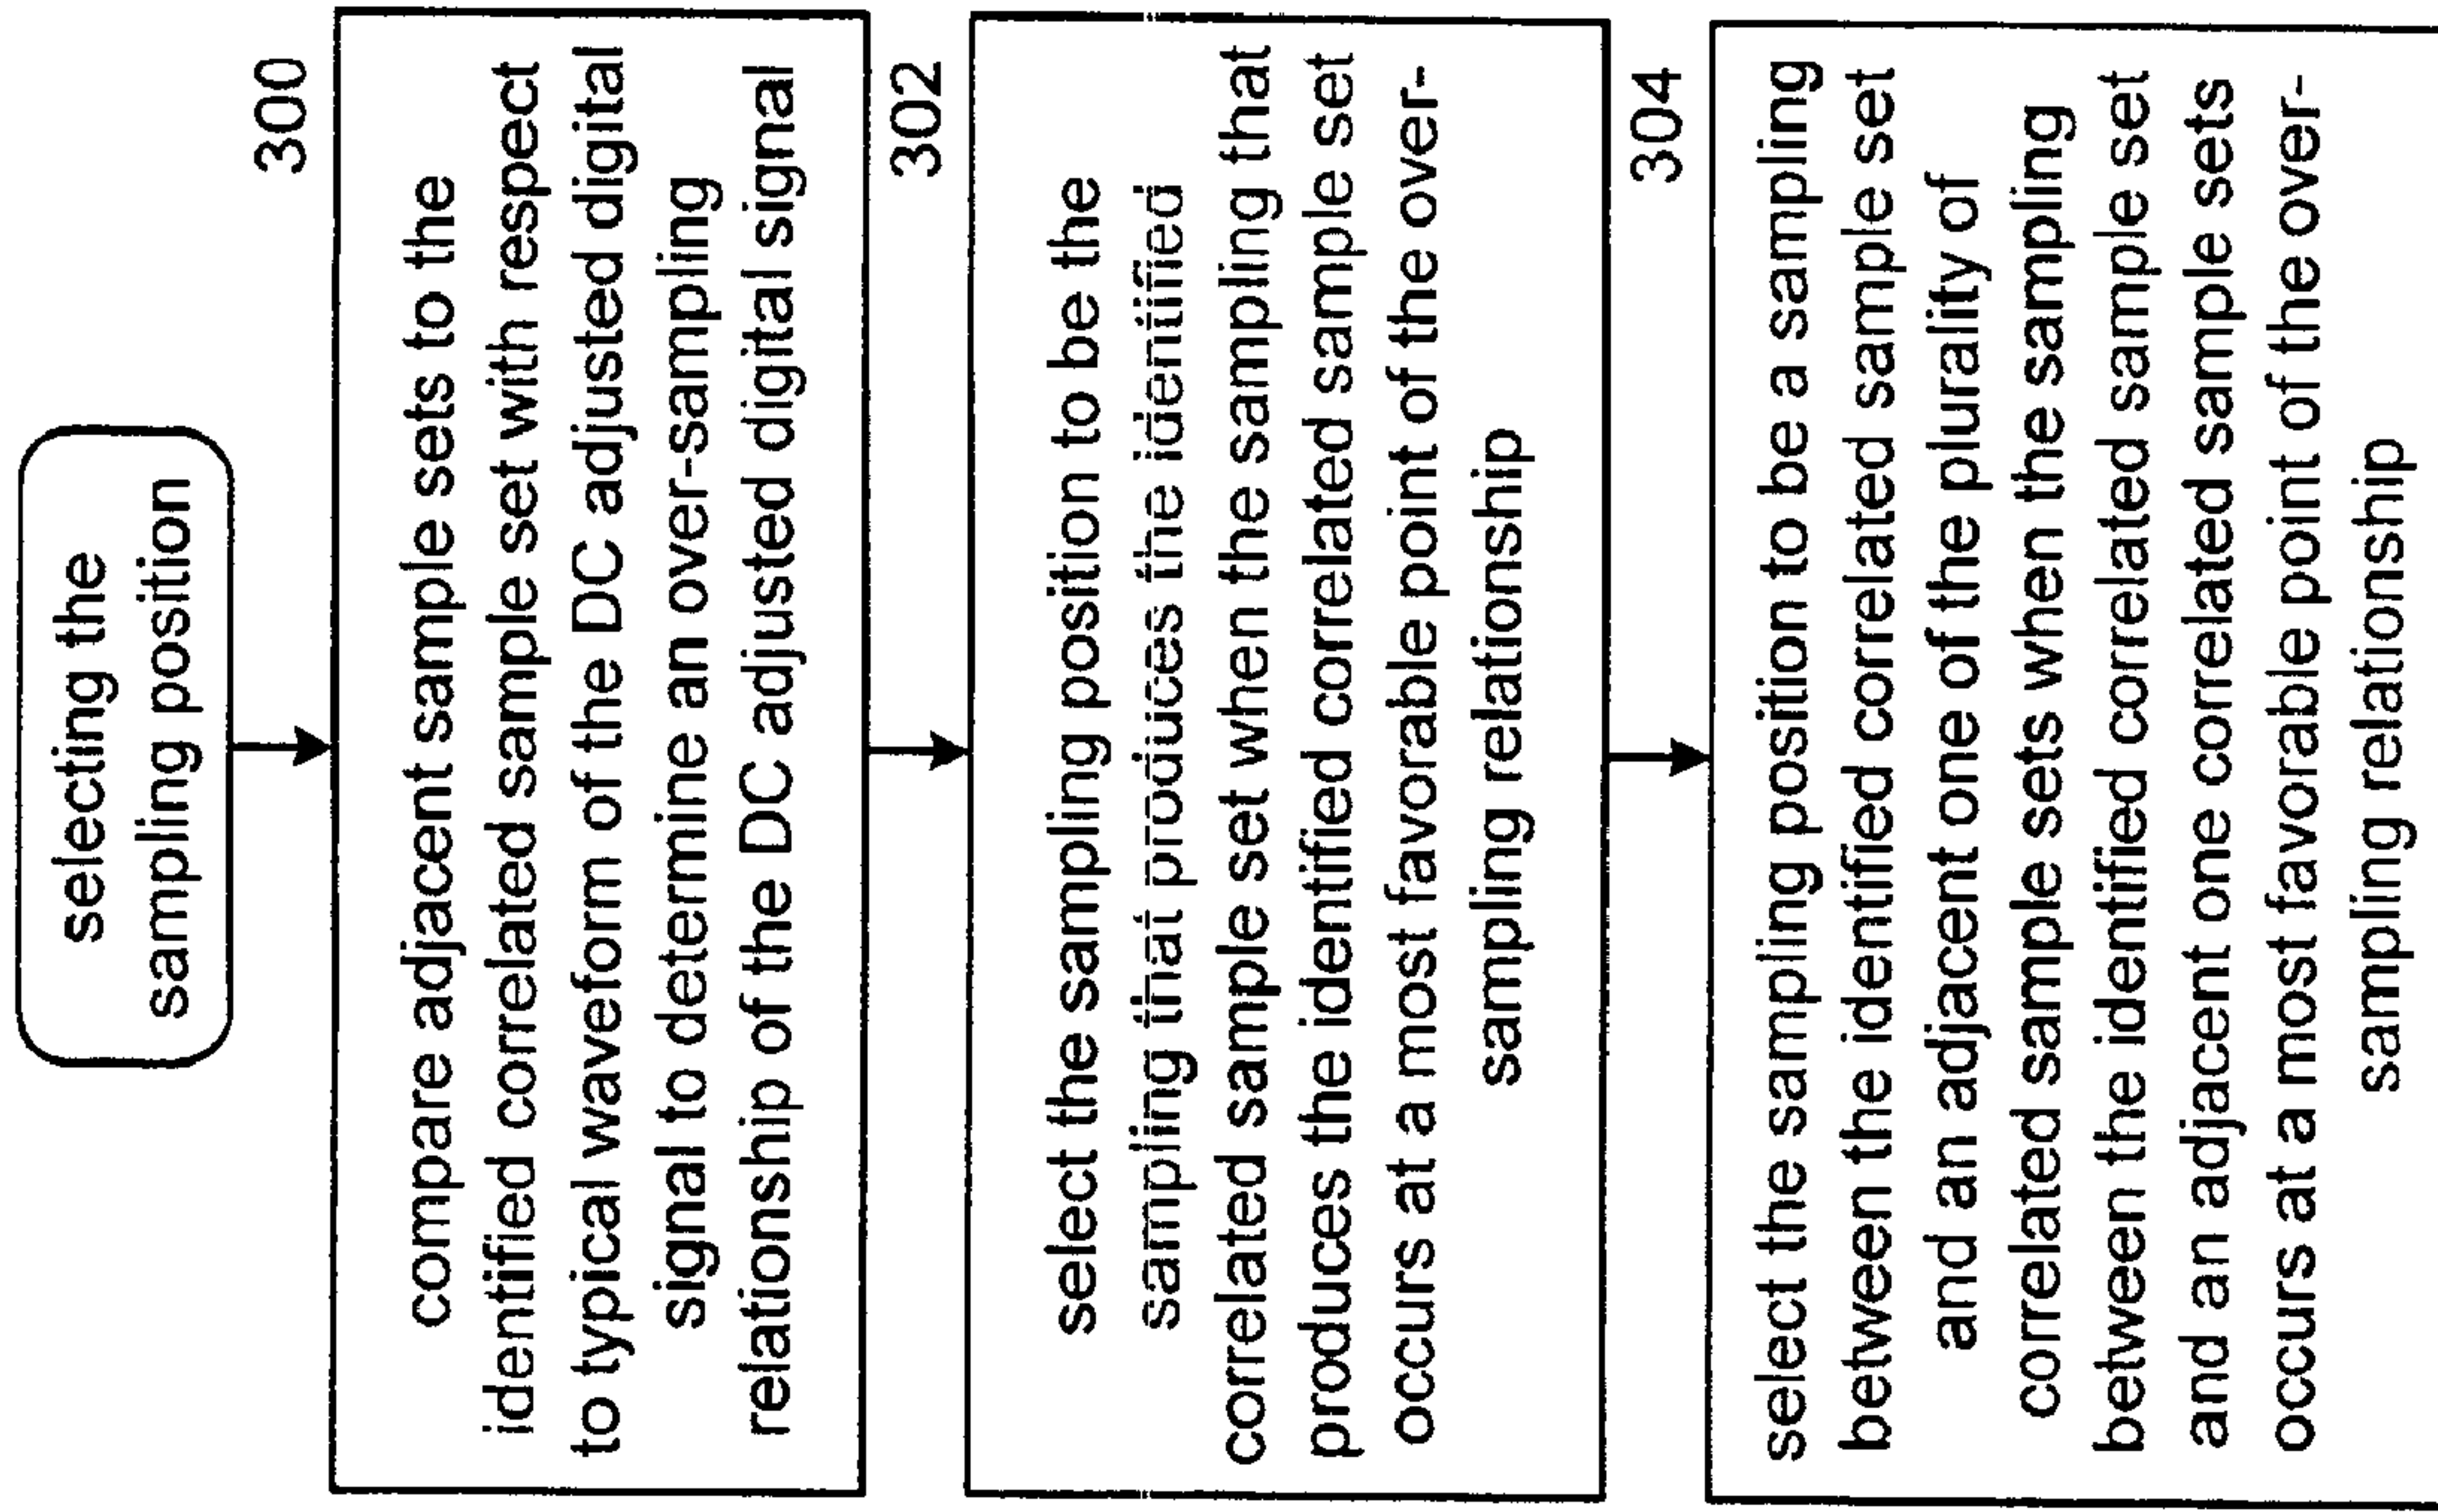 selecting the
sampling position
300
compare adjacent sample sets to the
identified correlated sample set with respect
to typical waveform of the DC adjusted digital
signal to determine an over-sampling
relationship of the DC adjusted digital signal
302
select the sampling position to be the
sampling that produces the identified
correlated sample set when the sampling that
produces the identified correlated sample set
occurs at a most favorable point of the over-
sampling relationship
304
select the sampling position to be a sampling
between the identified correlated sample set
and an adjacent one of the plurality of
correlated sample sets when the sampling
between the identified correlated sample set
and an adjacent one correlated sample sets
occurs at a most favorable point of the over-
sampling relationship